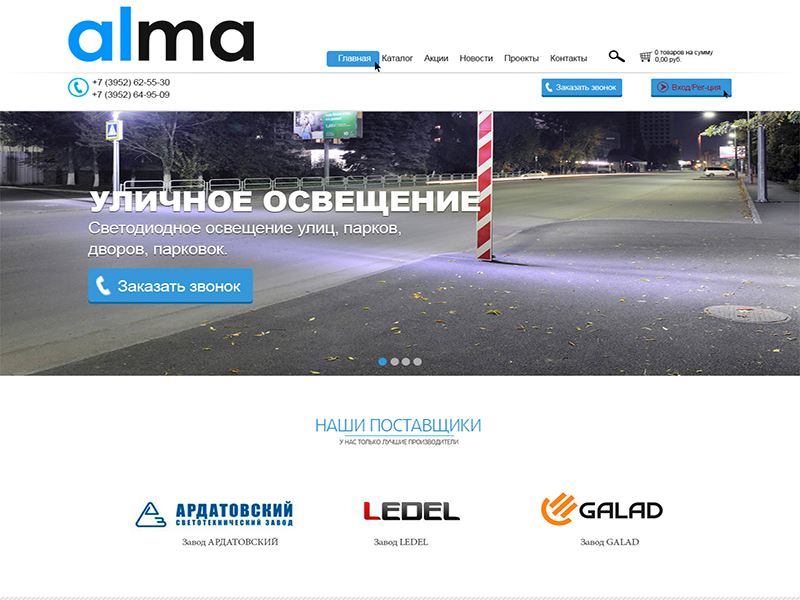 alma
Главная Каталог Акции Новости Проекты Контакты
0 товаров на сумму
0,00 руб.
+7 (3952) 62-55-30
+7 (3952) 64-95-09
Заказать звонок
Вход/Рег-ция
УЛИЧНОЕ ОСВЕЩЕНИЕ
Светодиодное освещение улиц, парков,
дворов, парковок.
Заказать звонок
НАШИ ПОСТАВЩИКИ
У НАС ТОЛЬКО ЛУЧШИЕ ПРОИЗВОДИТЕЛИ
АРДАТОВСКИЙ
СВЕТОТЕХНИЧЕСКИЙ ЗАВОД
LEDEL
GALAD
Завод АРДАТОВСКИЙ
Завод LEDEL
Завод GALAD